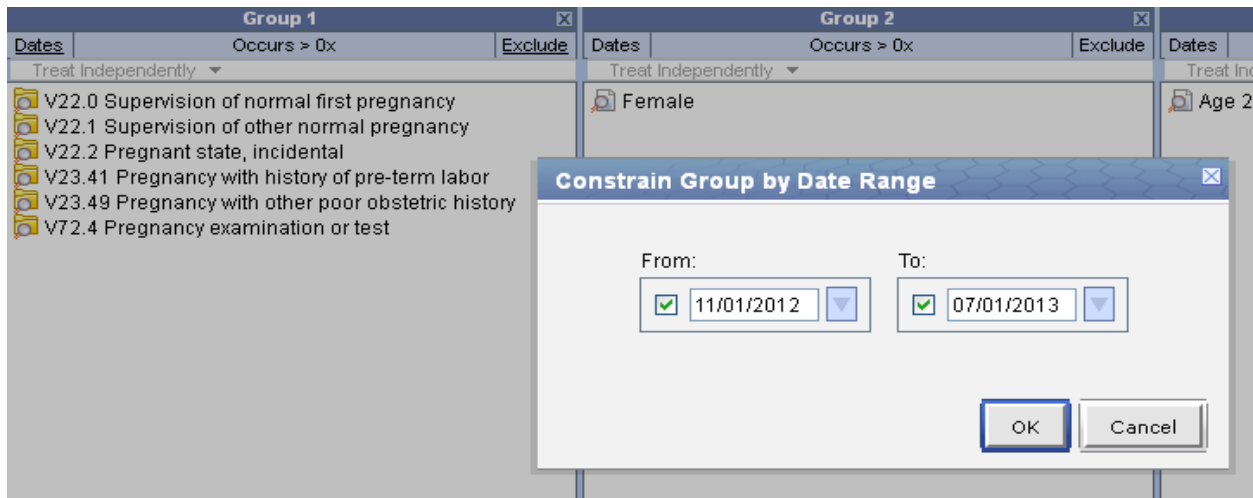 Group 1
Dates Occurs > 0x Exclude
Treat Independently
V22.0 Supervision of normal first pregnancy
V22.1 Supervision of other normal pregnancy
V22.2 Pregnant state, incidental
V23.41 Pregnancy with history of pre-term labor
V23.49 Pregnancy with other poor obstetric history
V72.4 Pregnancy examination or test
Group 2
Dates Occurs > 0x Exclude
Treat Independently
Female
Dates
Treat
Age 2
Constrain Group by Date Range
From: To:
11/01/2012 07/01/2013
OK Cancel